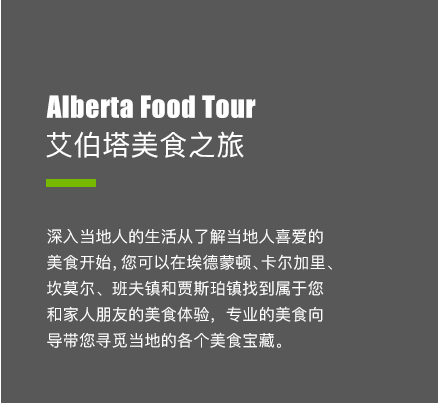 Alberta Food Tour
艾伯塔美食之旅
深入当地人的生活从了解当地人喜爱的
美食开始,您可以在埃德蒙顿、卡尔加里、
坎莫尔、班夫镇和贾斯珀镇找到属于您
和家人朋友的美食体验，专业的美食向
导带您寻觅当地的各个美食宝藏。